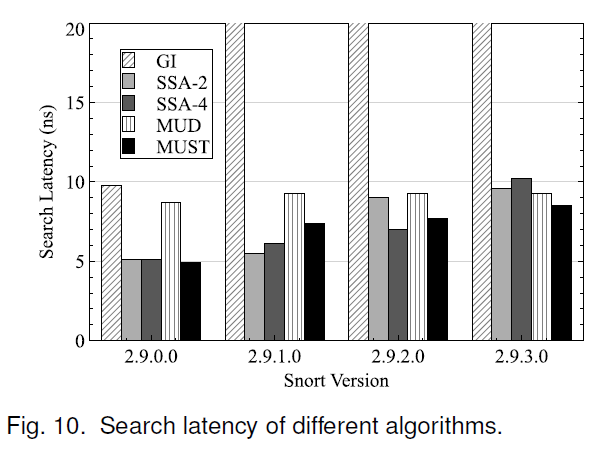 20
15
10
5
0
Search Latency (ns)
GI
SSA-2
SSA-4
MUD
MUST
2.9.0.0 2.9.1.0 2.9.2.0 2.9.3.0
Snort Version
Fig. 10. Search latency of different algorithms.